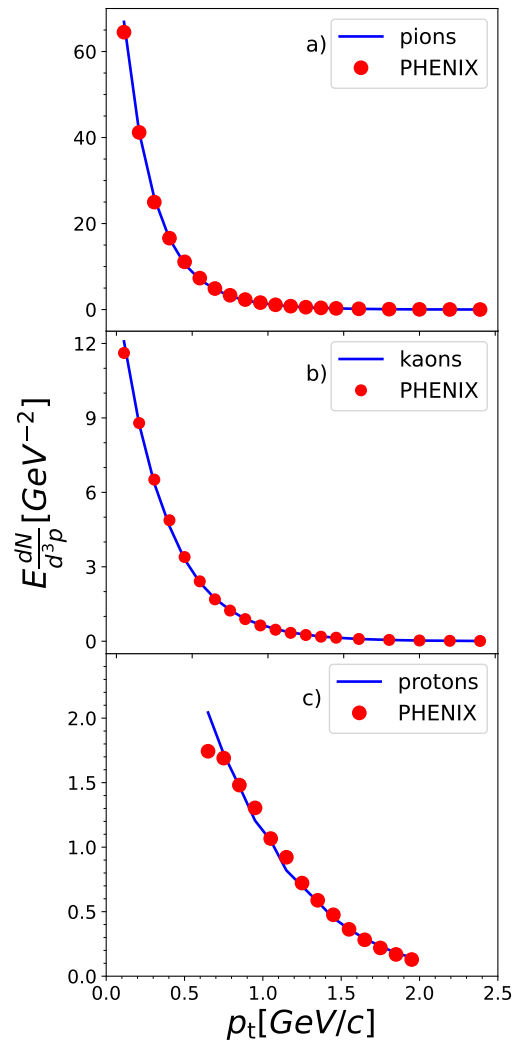 a)
pions
PHENIX
60
40
20
0
b)
kaons
PHENIX
12
9
6
3
0
E dN/d³p [GeV⁻²]
c)
protons
PHENIX
2.0
1.5
1.0
0.5
0.0
0.0 0.5 1.0 1.5 2.0 2.5
pt[GeV/c]